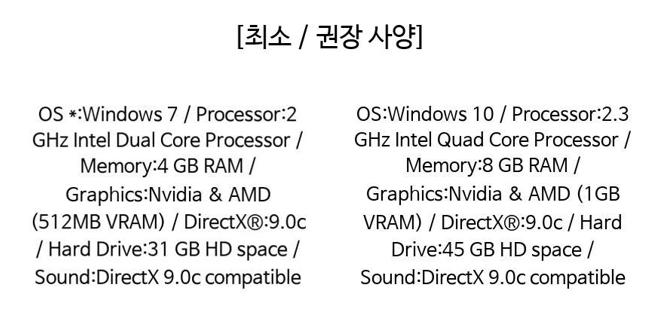 [최소 / 권장 사양]
OS *:Windows 7 / Processor:2
GHz Intel Dual Core Processor /
Memory:4 GB RAM /
Graphics:Nvidia & AMD
(512MB VRAM) / DirectX®:9.0c
/ Hard Drive:31 GB HD space /
Sound:DirectX 9.0c compatible
OS:Windows 10 / Processor:2.3
GHz Intel Quad Core Processor /
Memory:8 GB RAM /
Graphics:Nvidia & AMD (1GB
VRAM) / DirectX®:9.0c / Hard
Drive:45 GB HD space /
Sound:DirectX 9.0c compatible